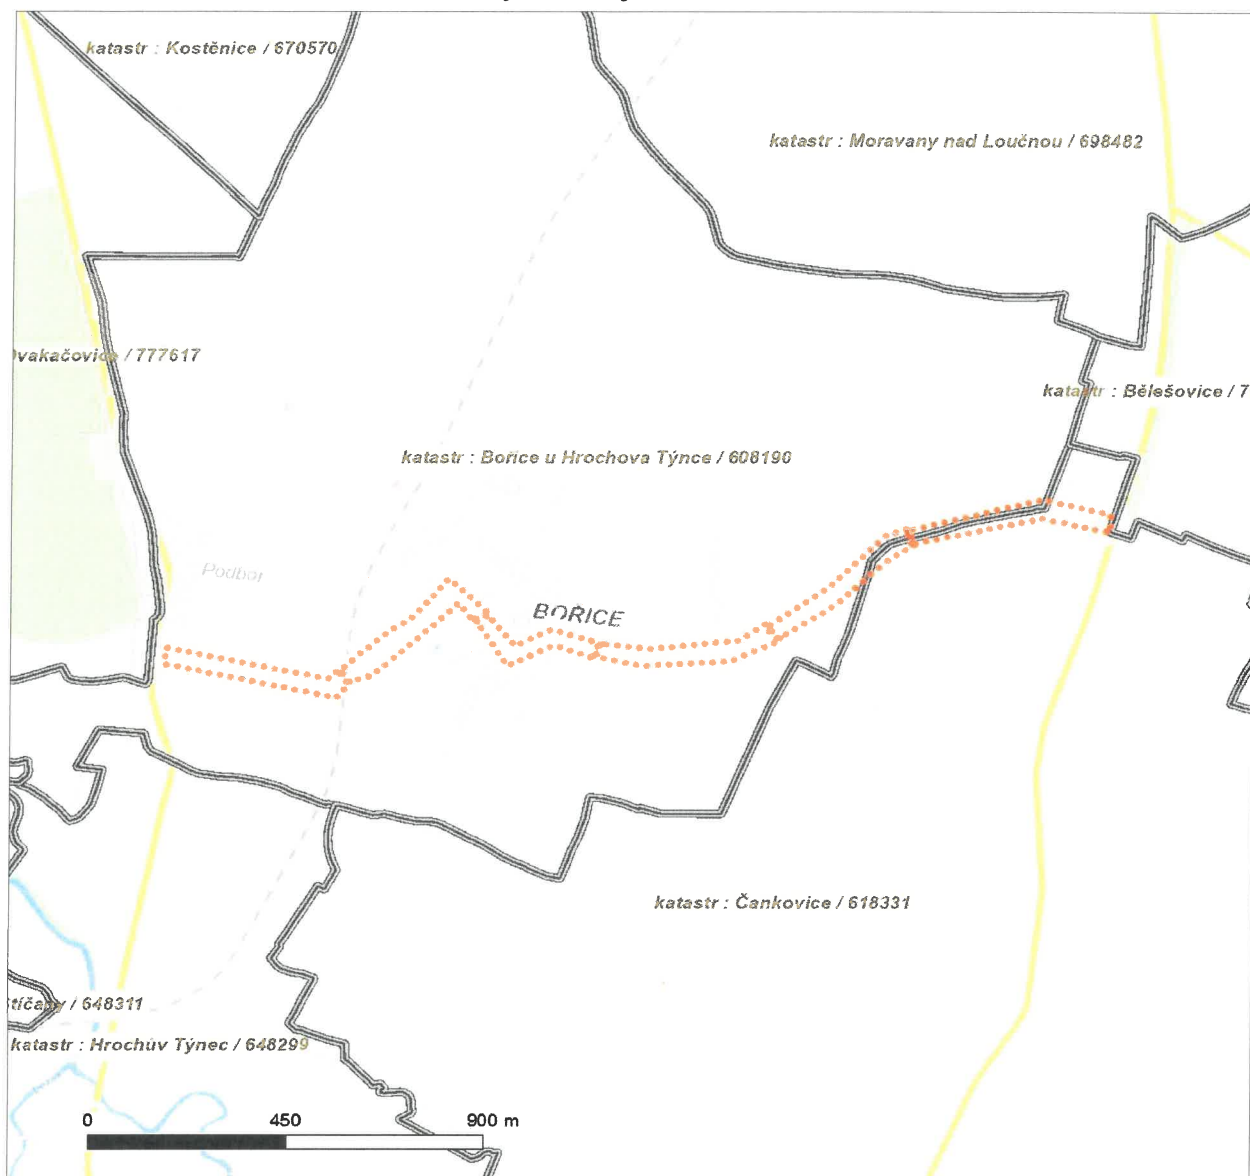 katastr : Kostěnice / 670570
katastr : Moravany nad Loučnou / 698482
vakačovice / 777617
katastr : Bělešovice / 7
katastr : Bořice u Hrochova Týnce / 608190
Podbor
BOŘICE
katastr : Čankovice / 618331
Stíčany / 648311
katastr : Hrochův Týnec / 648299
0 450 900 m